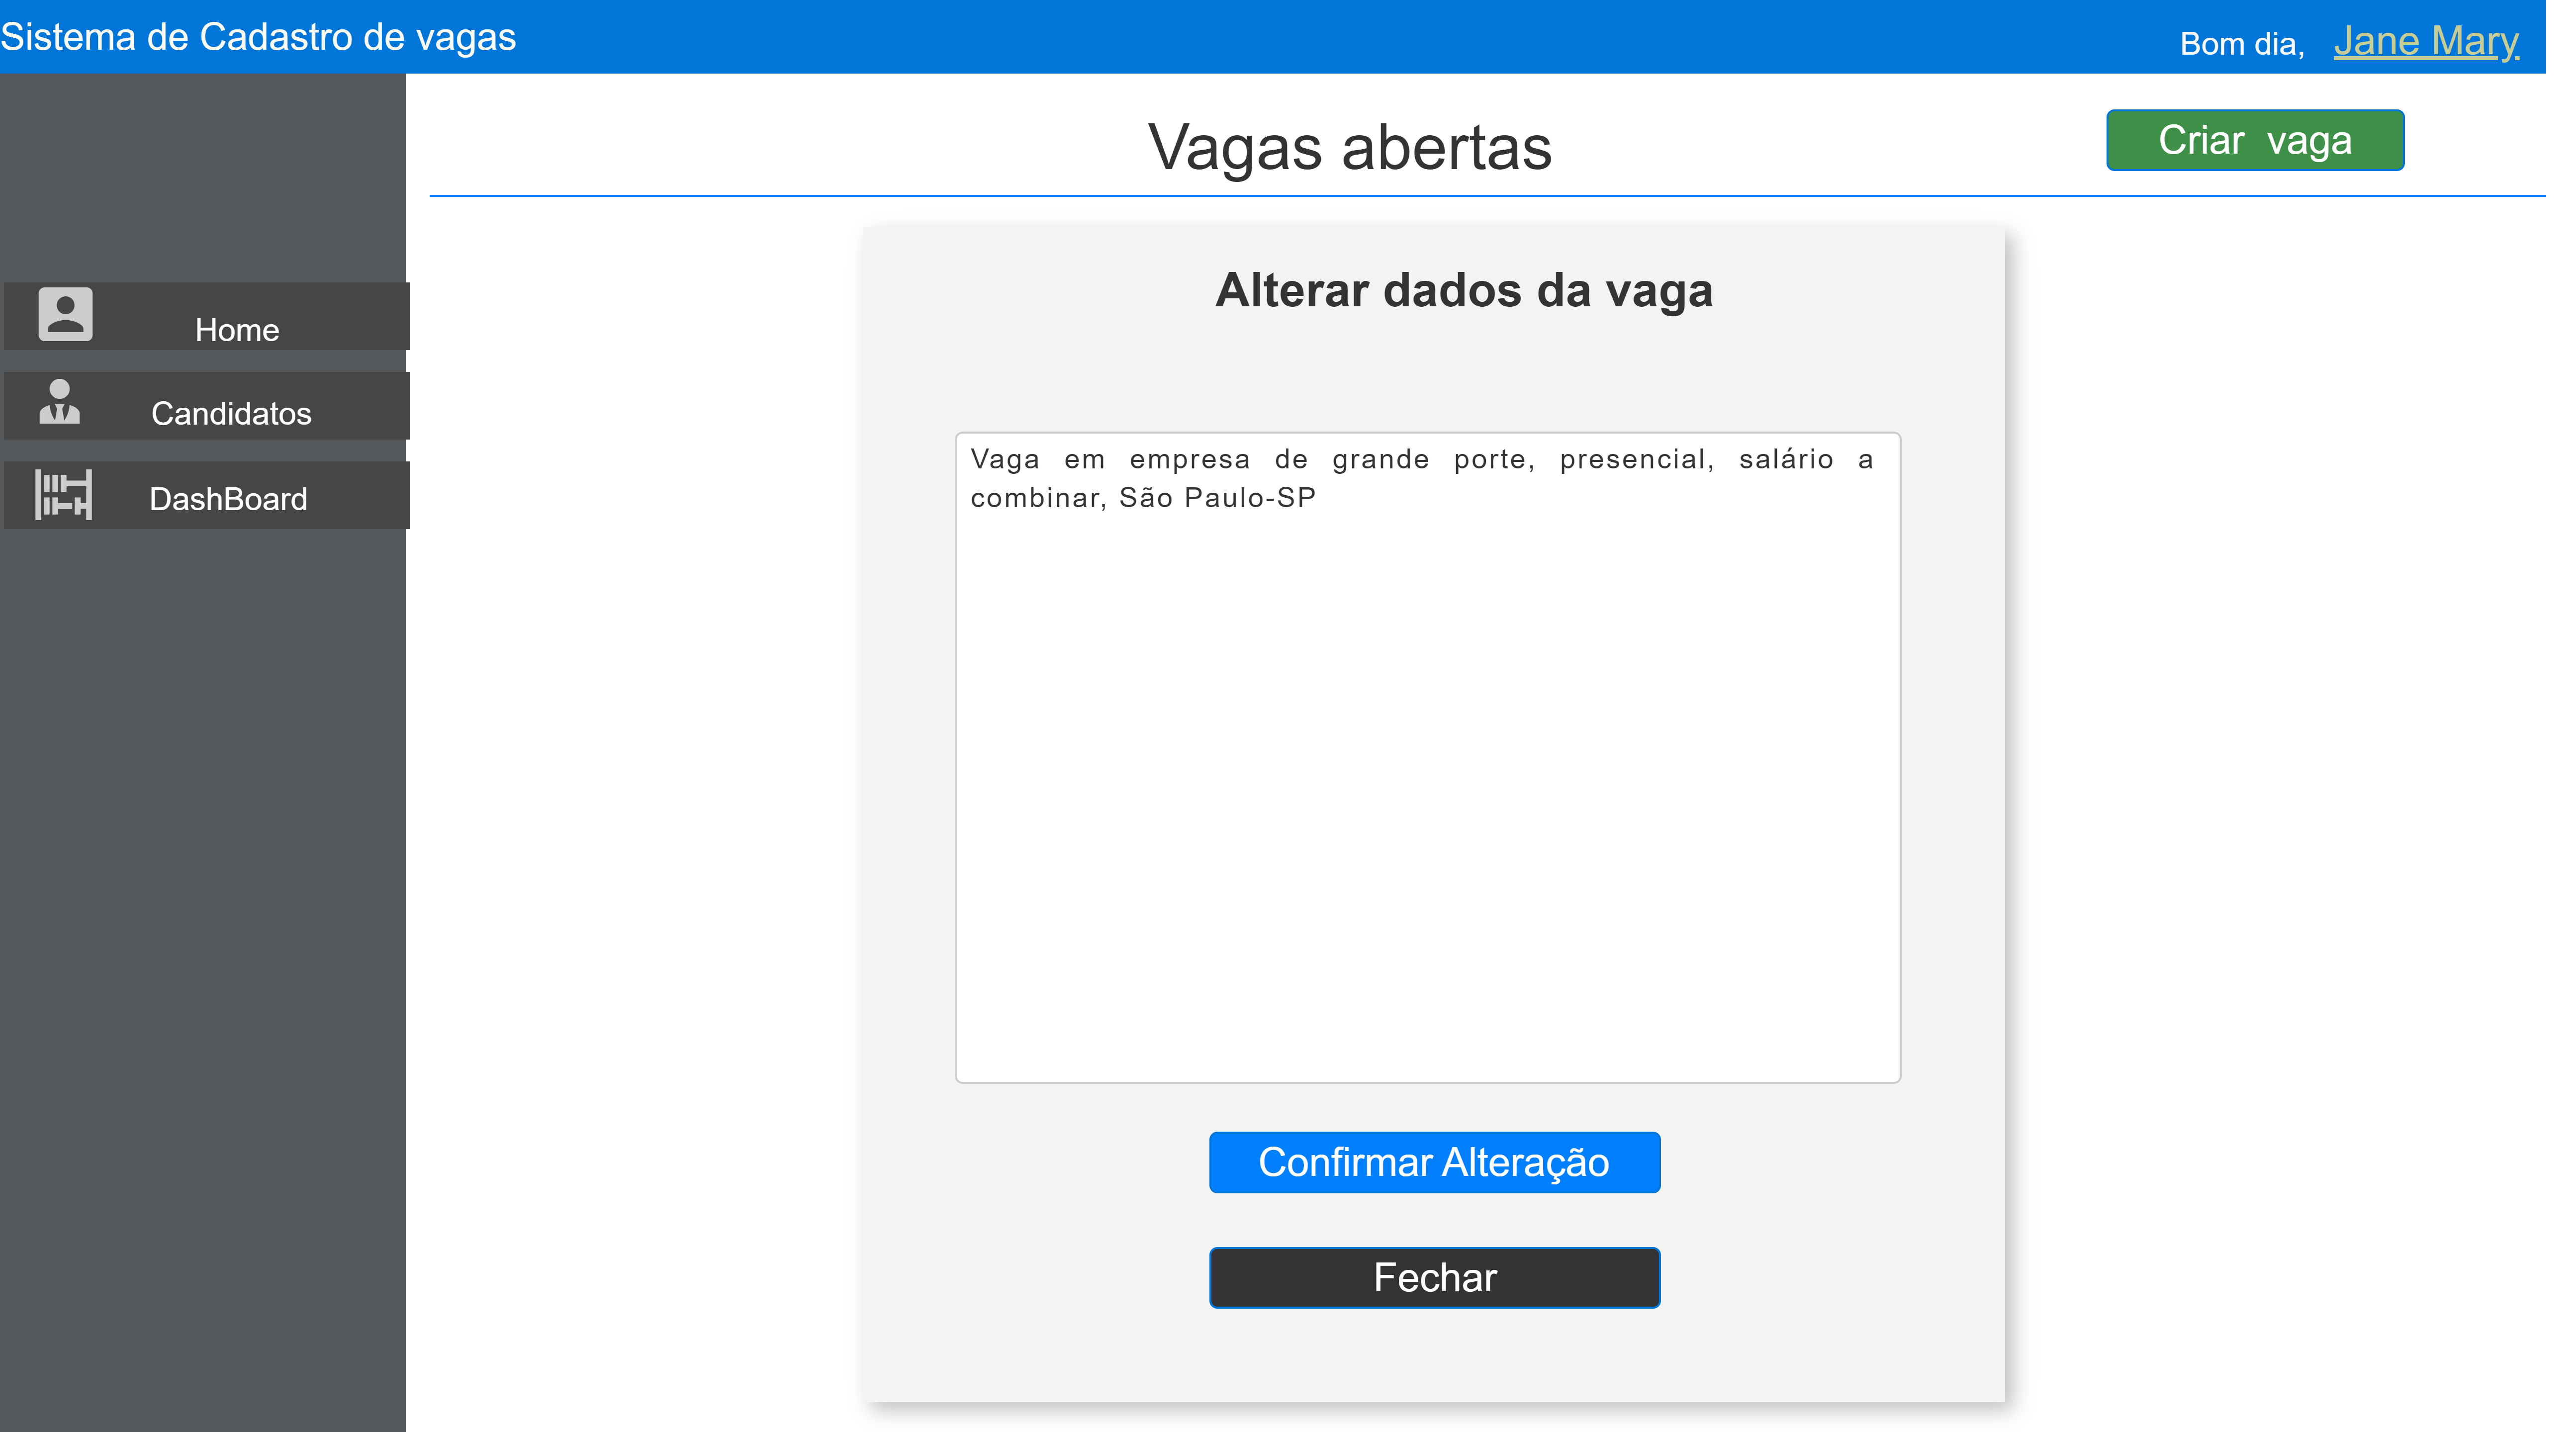 Sistema de Cadastro de vagas
Bom dia, Jane Mary
Vagas abertas
Criar vaga
Home
Candidatos
DashBoard
Alterar dados da vaga
Vaga em empresa de grande porte, presencial, salário a
combinar, São Paulo-SP
Confirmar Alteração
Fechar